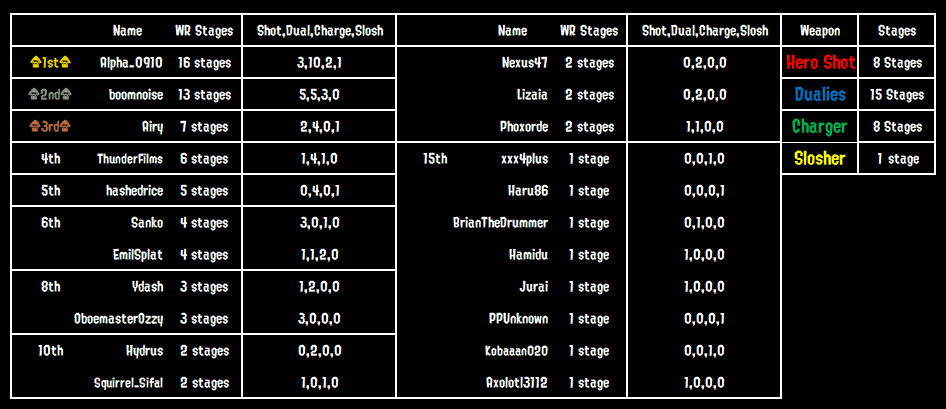 Name WR Stages Shot,Dual,Charge,Slosh Name WR Stages Shot,Dual,Charge,Slosh Weapon Stages
1st Alpha_0910 16 stages 3,10,2,1 Nexus47 2 stages 0,2,0,0 Hero Shot 8 Stages
2nd boomnoise 13 stages 5,5,3,0 Lizaia 2 stages 0,2,0,0 Dualies 15 Stages
3rd Airy 7 stages 2,4,0,1 Phoxorde 2 stages 1,1,0,0 Charger 8 Stages
4th ThunderFilms 6 stages 1,4,1,0 15th xxx4plus 1 stage 0,0,1,0 Slosher 1 stage
5th hashedrice 5 stages 0,4,0,1 Haru86 1 stage 0,0,0,1
6th Sanko 4 stages 3,0,1,0 BrianTheDrummer 1 stage 0,1,0,0
EmilSplat 4 stages 1,1,2,0 Hamidu 1 stage 1,0,0,0
8th Ydash 3 stages 1,2,0,0 Jurai 1 stage 1,0,0,0
OboemasterOzzy 3 stages 3,0,0,0 PPUnknown 1 stage 0,0,0,1
10th Hydrus 2 stages 0,2,0,0 Kobaaan020 1 stage 0,0,1,0
Squirrel_Sifal 2 stages 1,0,1,0 Axolotl3112 1 stage 1,0,0,0